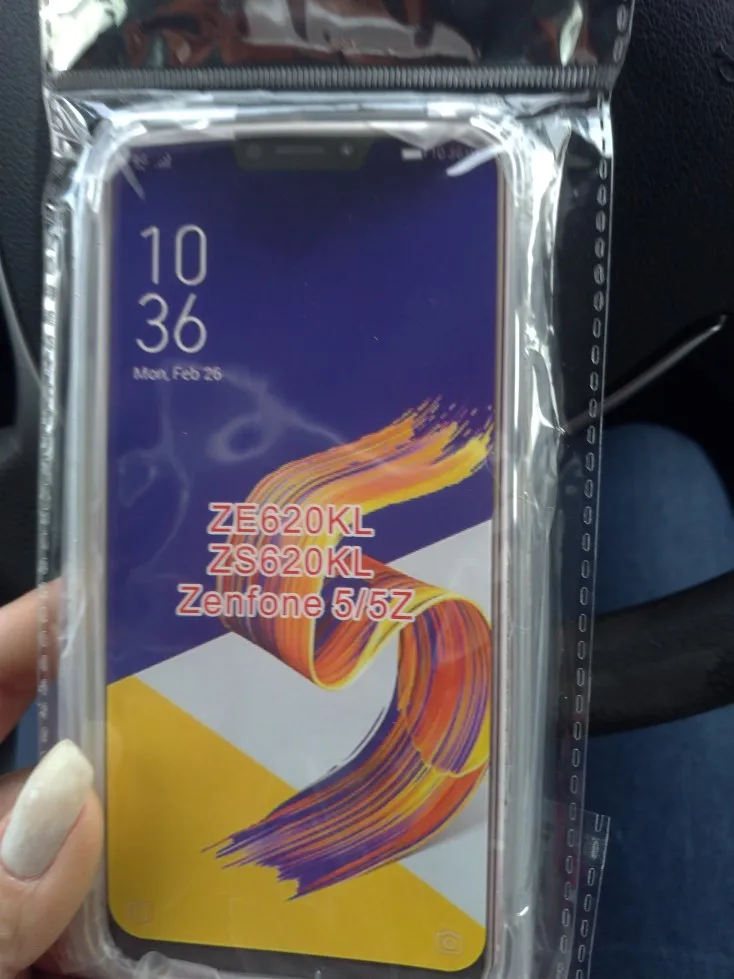 10
36
Mon, Feb 26
ZE620KL
ZS620KL
Zenfone 5/5Z